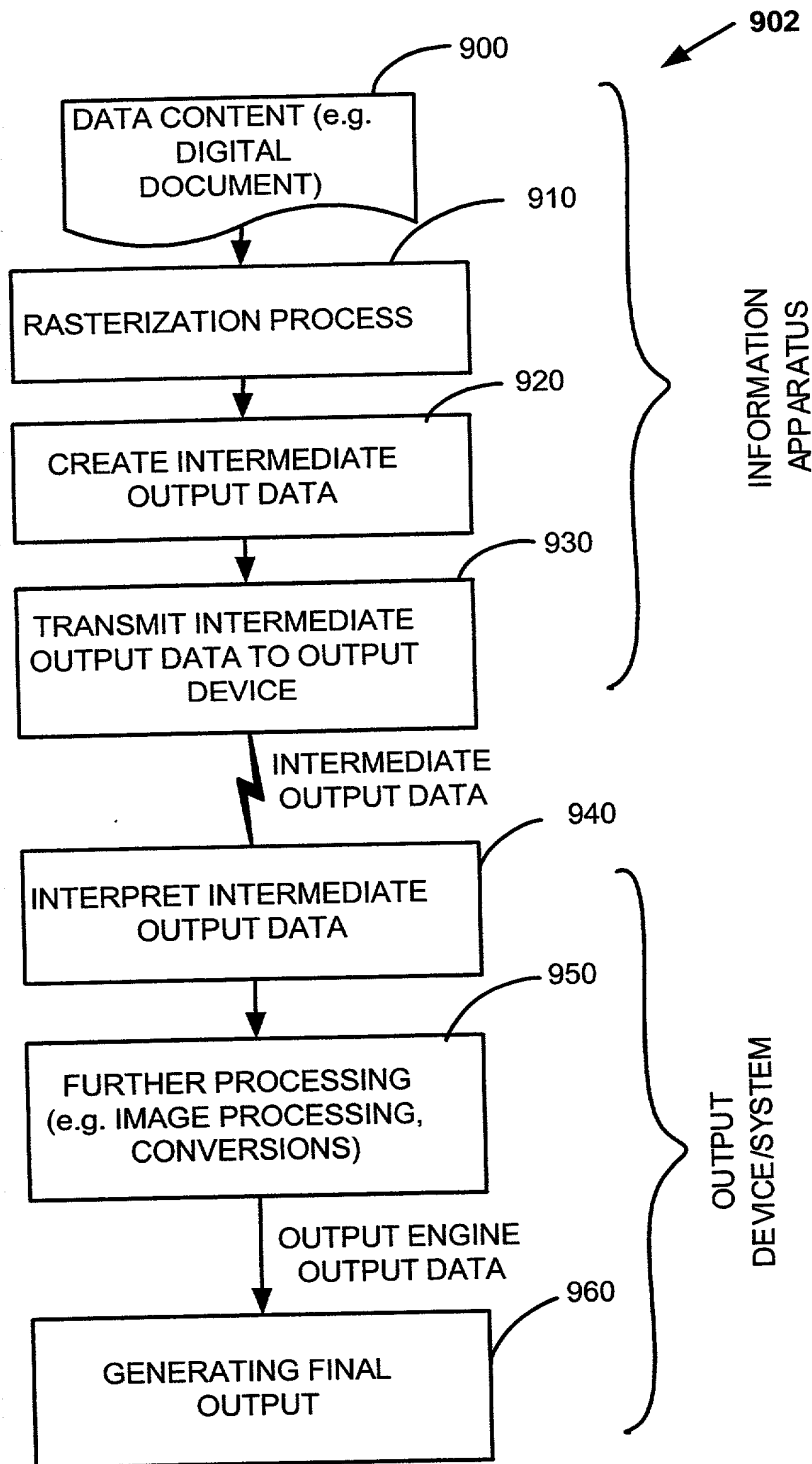 902
900
DATA CONTENT (e.g.
DIGITAL
DOCUMENT)
910
RASTERIZATION PROCESS
920
CREATE INTERMEDIATE
OUTPUT DATA
930
TRANSMIT INTERMEDIATE
OUTPUT DATA TO OUTPUT
DEVICE
INFORMATION
APPARATUS
INTERMEDIATE
OUTPUT DATA
940
INTERPRET INTERMEDIATE
OUTPUT DATA
950
FURTHER PROCESSING
(e.g. IMAGE PROCESSING,
CONVERSIONS)
OUTPUT
DEVICE/SYSTEM
OUTPUT ENGINE
OUTPUT DATA
960
GENERATING FINAL
OUTPUT